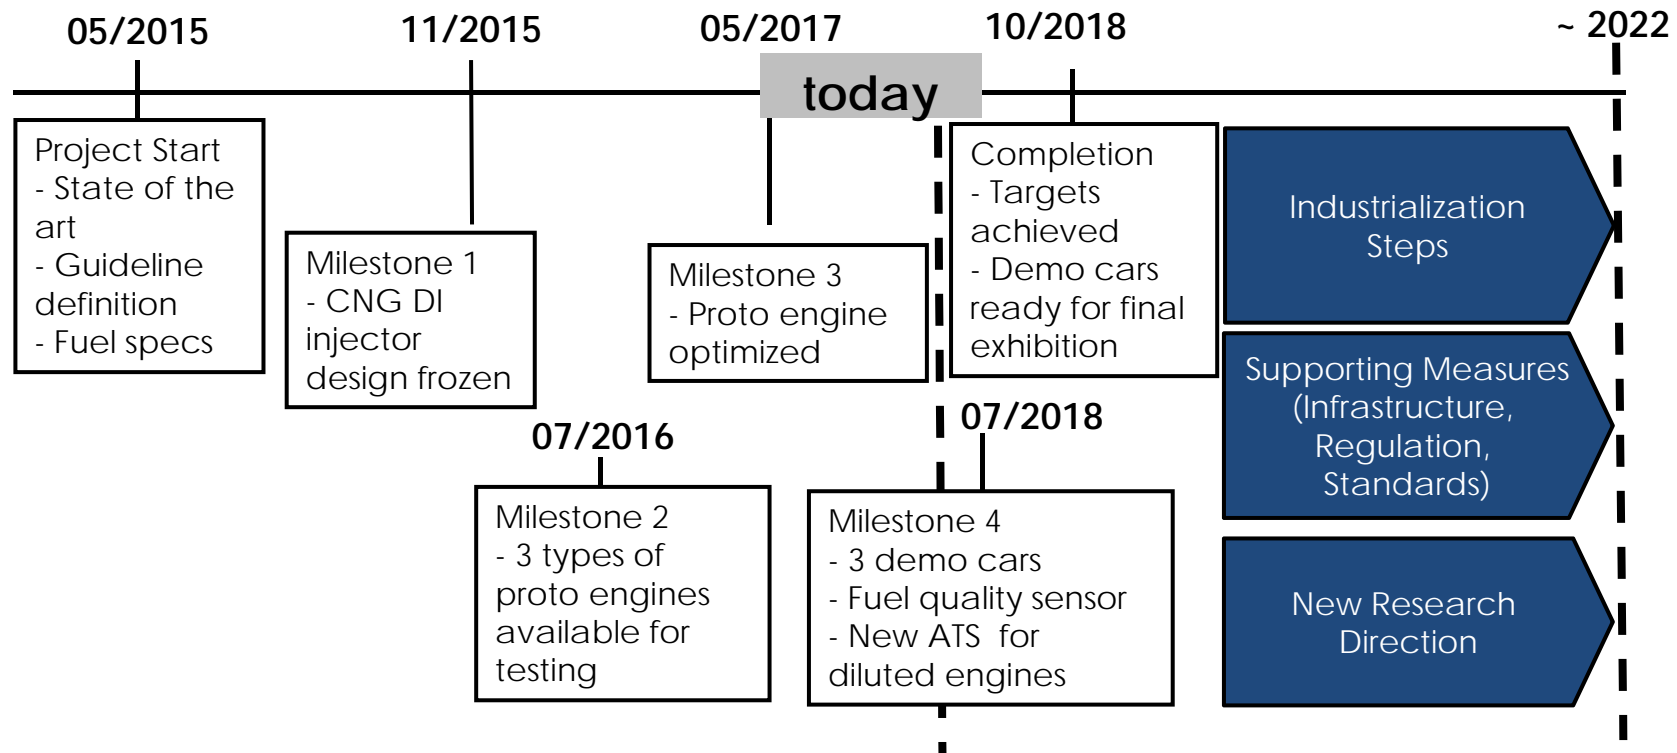 05/2015
11/2015
05/2017
10/2018
~ 2022
today
Project Start
- State of the
art
- Guideline
definition
- Fuel specs
Milestone 1
- CNG DI
injector
design frozen
Milestone 3
- Proto engine
optimized
Completion
- Targets
achieved
- Demo cars
ready for final
exhibition
Industrialization
Steps
Supporting Measures
(Infrastructure,
Regulation,
Standards)
07/2016
07/2018
Milestone 2
- 3 types of
proto engines
available for
testing
Milestone 4
- 3 demo cars
- Fuel quality sensor
- New ATS  for
diluted engines
New Research
Direction